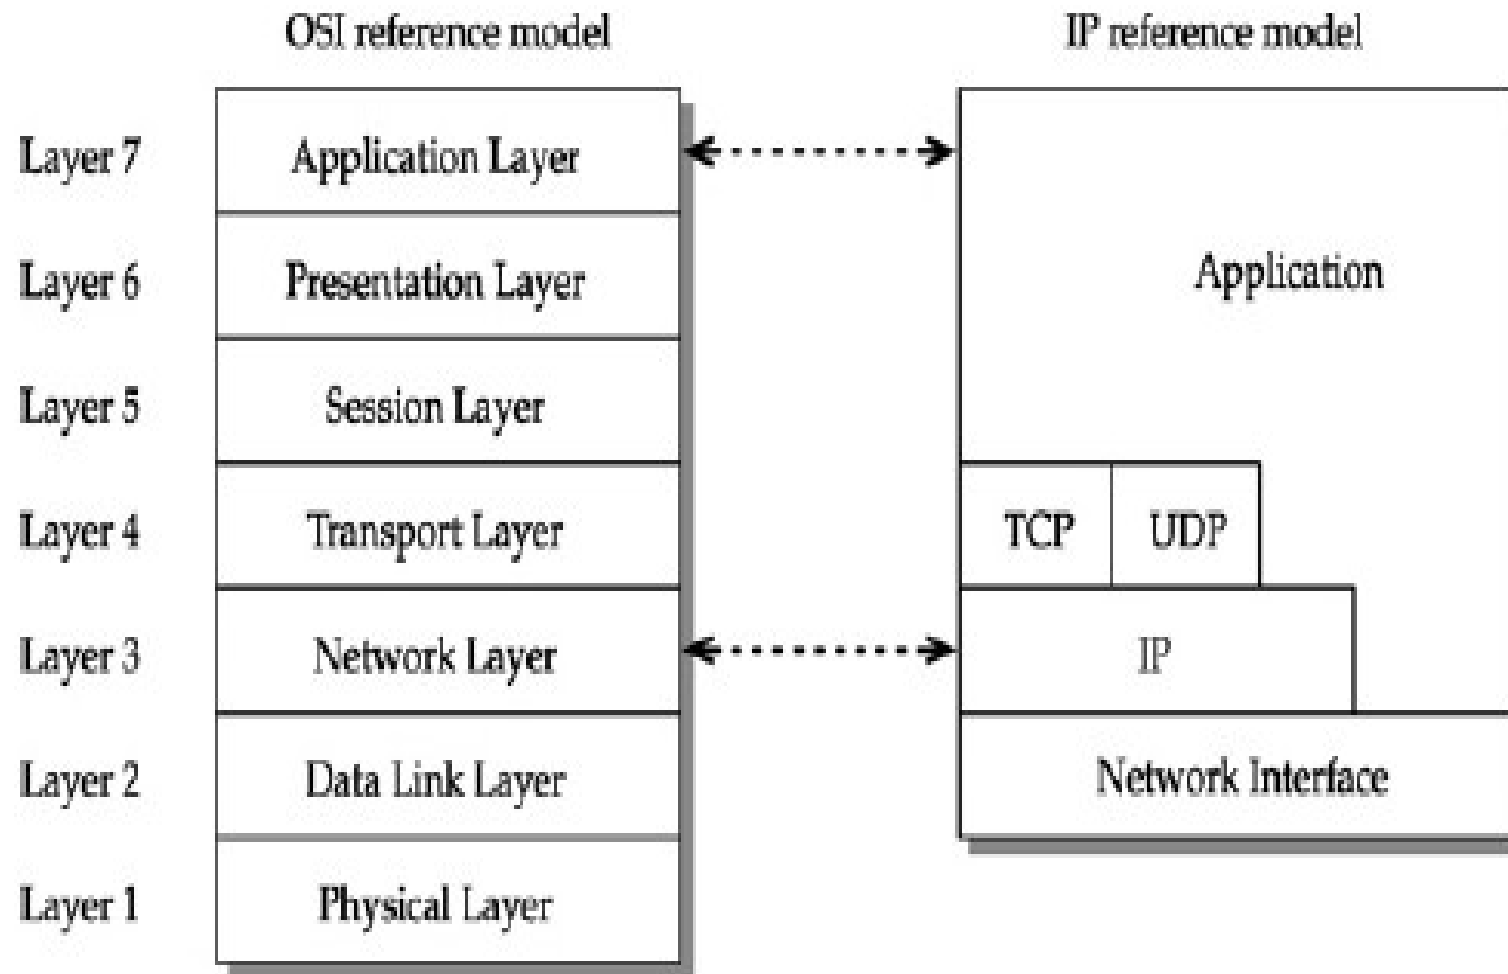 OSI reference model
IP reference model
Layer 7
Application Layer
Layer 6
Presentation Layer
Application
Layer 5
Session Layer
Layer 4
Transport Layer
TCP
UDP
Layer 3
Network Layer
IP
Layer 2
Data Link Layer
Network Interface
Layer 1
Physical Layer